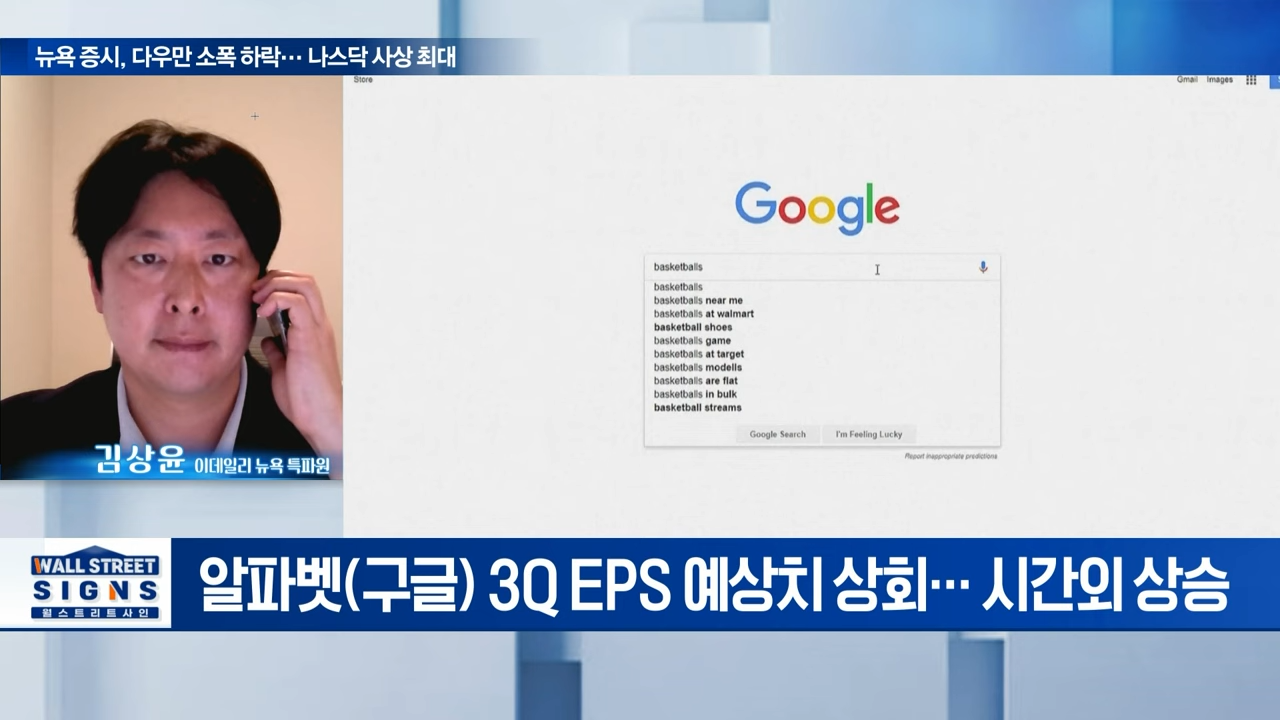 뉴욕 증시, 다우만 소폭 하락… 나스닥 사상 최대
Store
Gmail Images
Google
basketballs
basketballs
basketballs near me
basketballs at walmart
basketball shoes
basketballs game
basketballs at target
basketballs modells
basketballs are flat
basketballs in bulk
basketball streams
Google Search I'm Feeling Lucky
Report inappropriate predictions
김상윤 이데일리 뉴욕 특파원
WALL STREET
SIGNS
월스트리트사인
알파벳(구글) 3Q EPS 예상치 상회… 시간외 상승